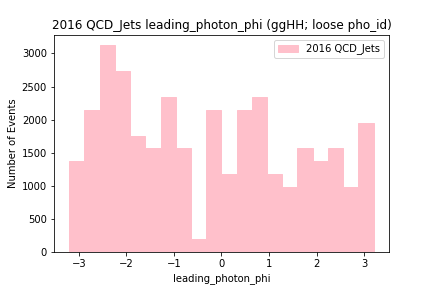 2016 QCD_Jets leading_photon_phi (ggHH; loose pho_id)
2016 QCD_Jets
Number of Events
3000
2500
2000
1500
1000
500
0
−3 −2 −1 0 1 2 3
leading_photon_phi